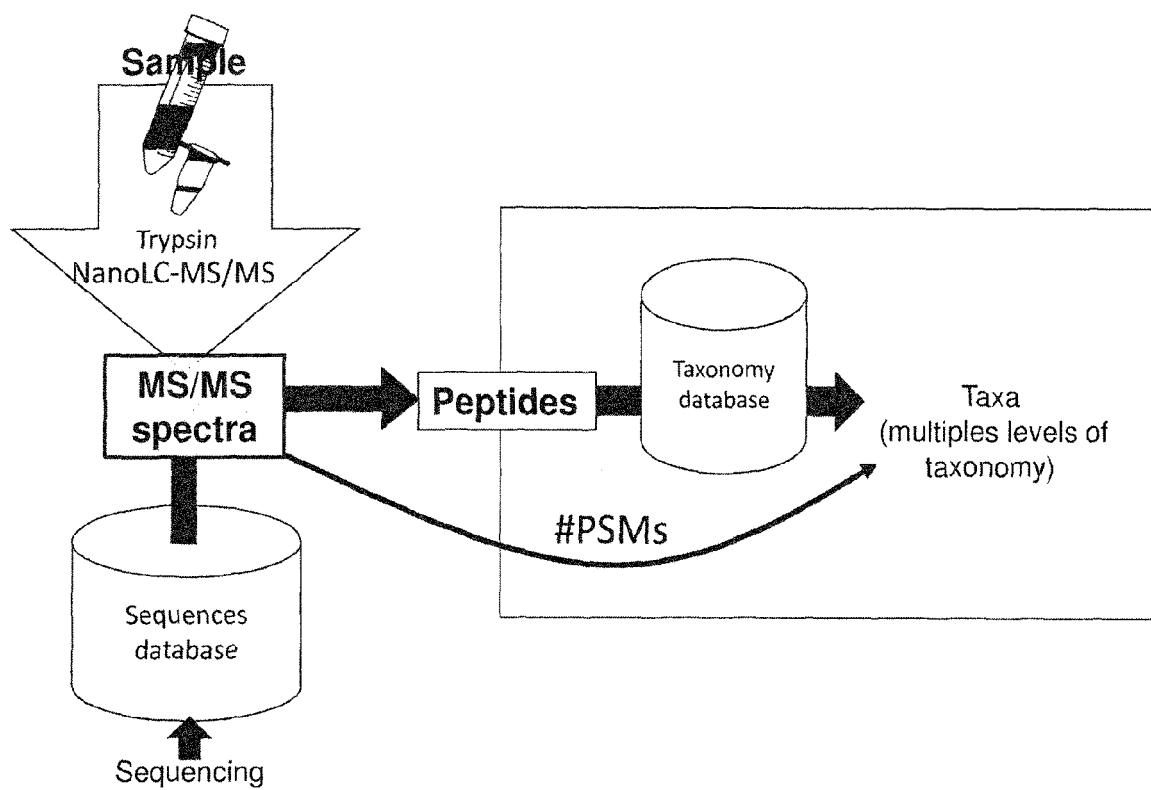 Sample
Trypsin
NanoLC-MS/MS
MS/MS
spectra
Peptides
Taxonomy
database
Taxa
(multiples levels of
taxonomy)
#PSMs
Sequences
database
Sequencing